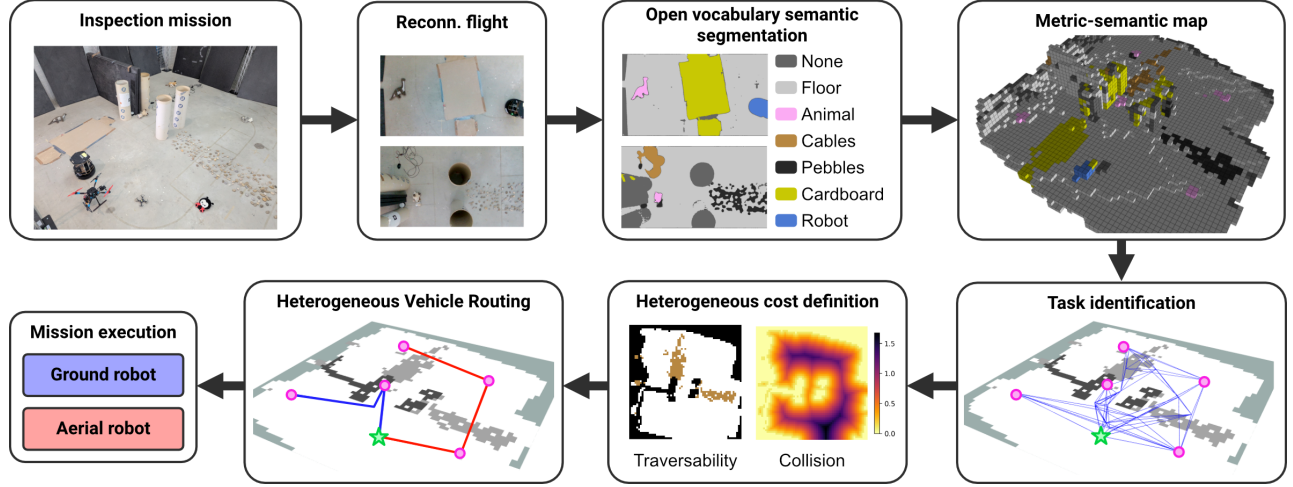 Inspection mission
Reconn. flight
Open vocabulary semantic
segmentation
None
Floor
Animal
Cables
Pebbles
Cardboard
Robot
Metric-semantic map
Task identification
Heterogeneous cost definition
1.5
1.0
0.5
0.0
Traversability
Collision
Heterogeneous Vehicle Routing
Mission execution
Ground robot
Aerial robot